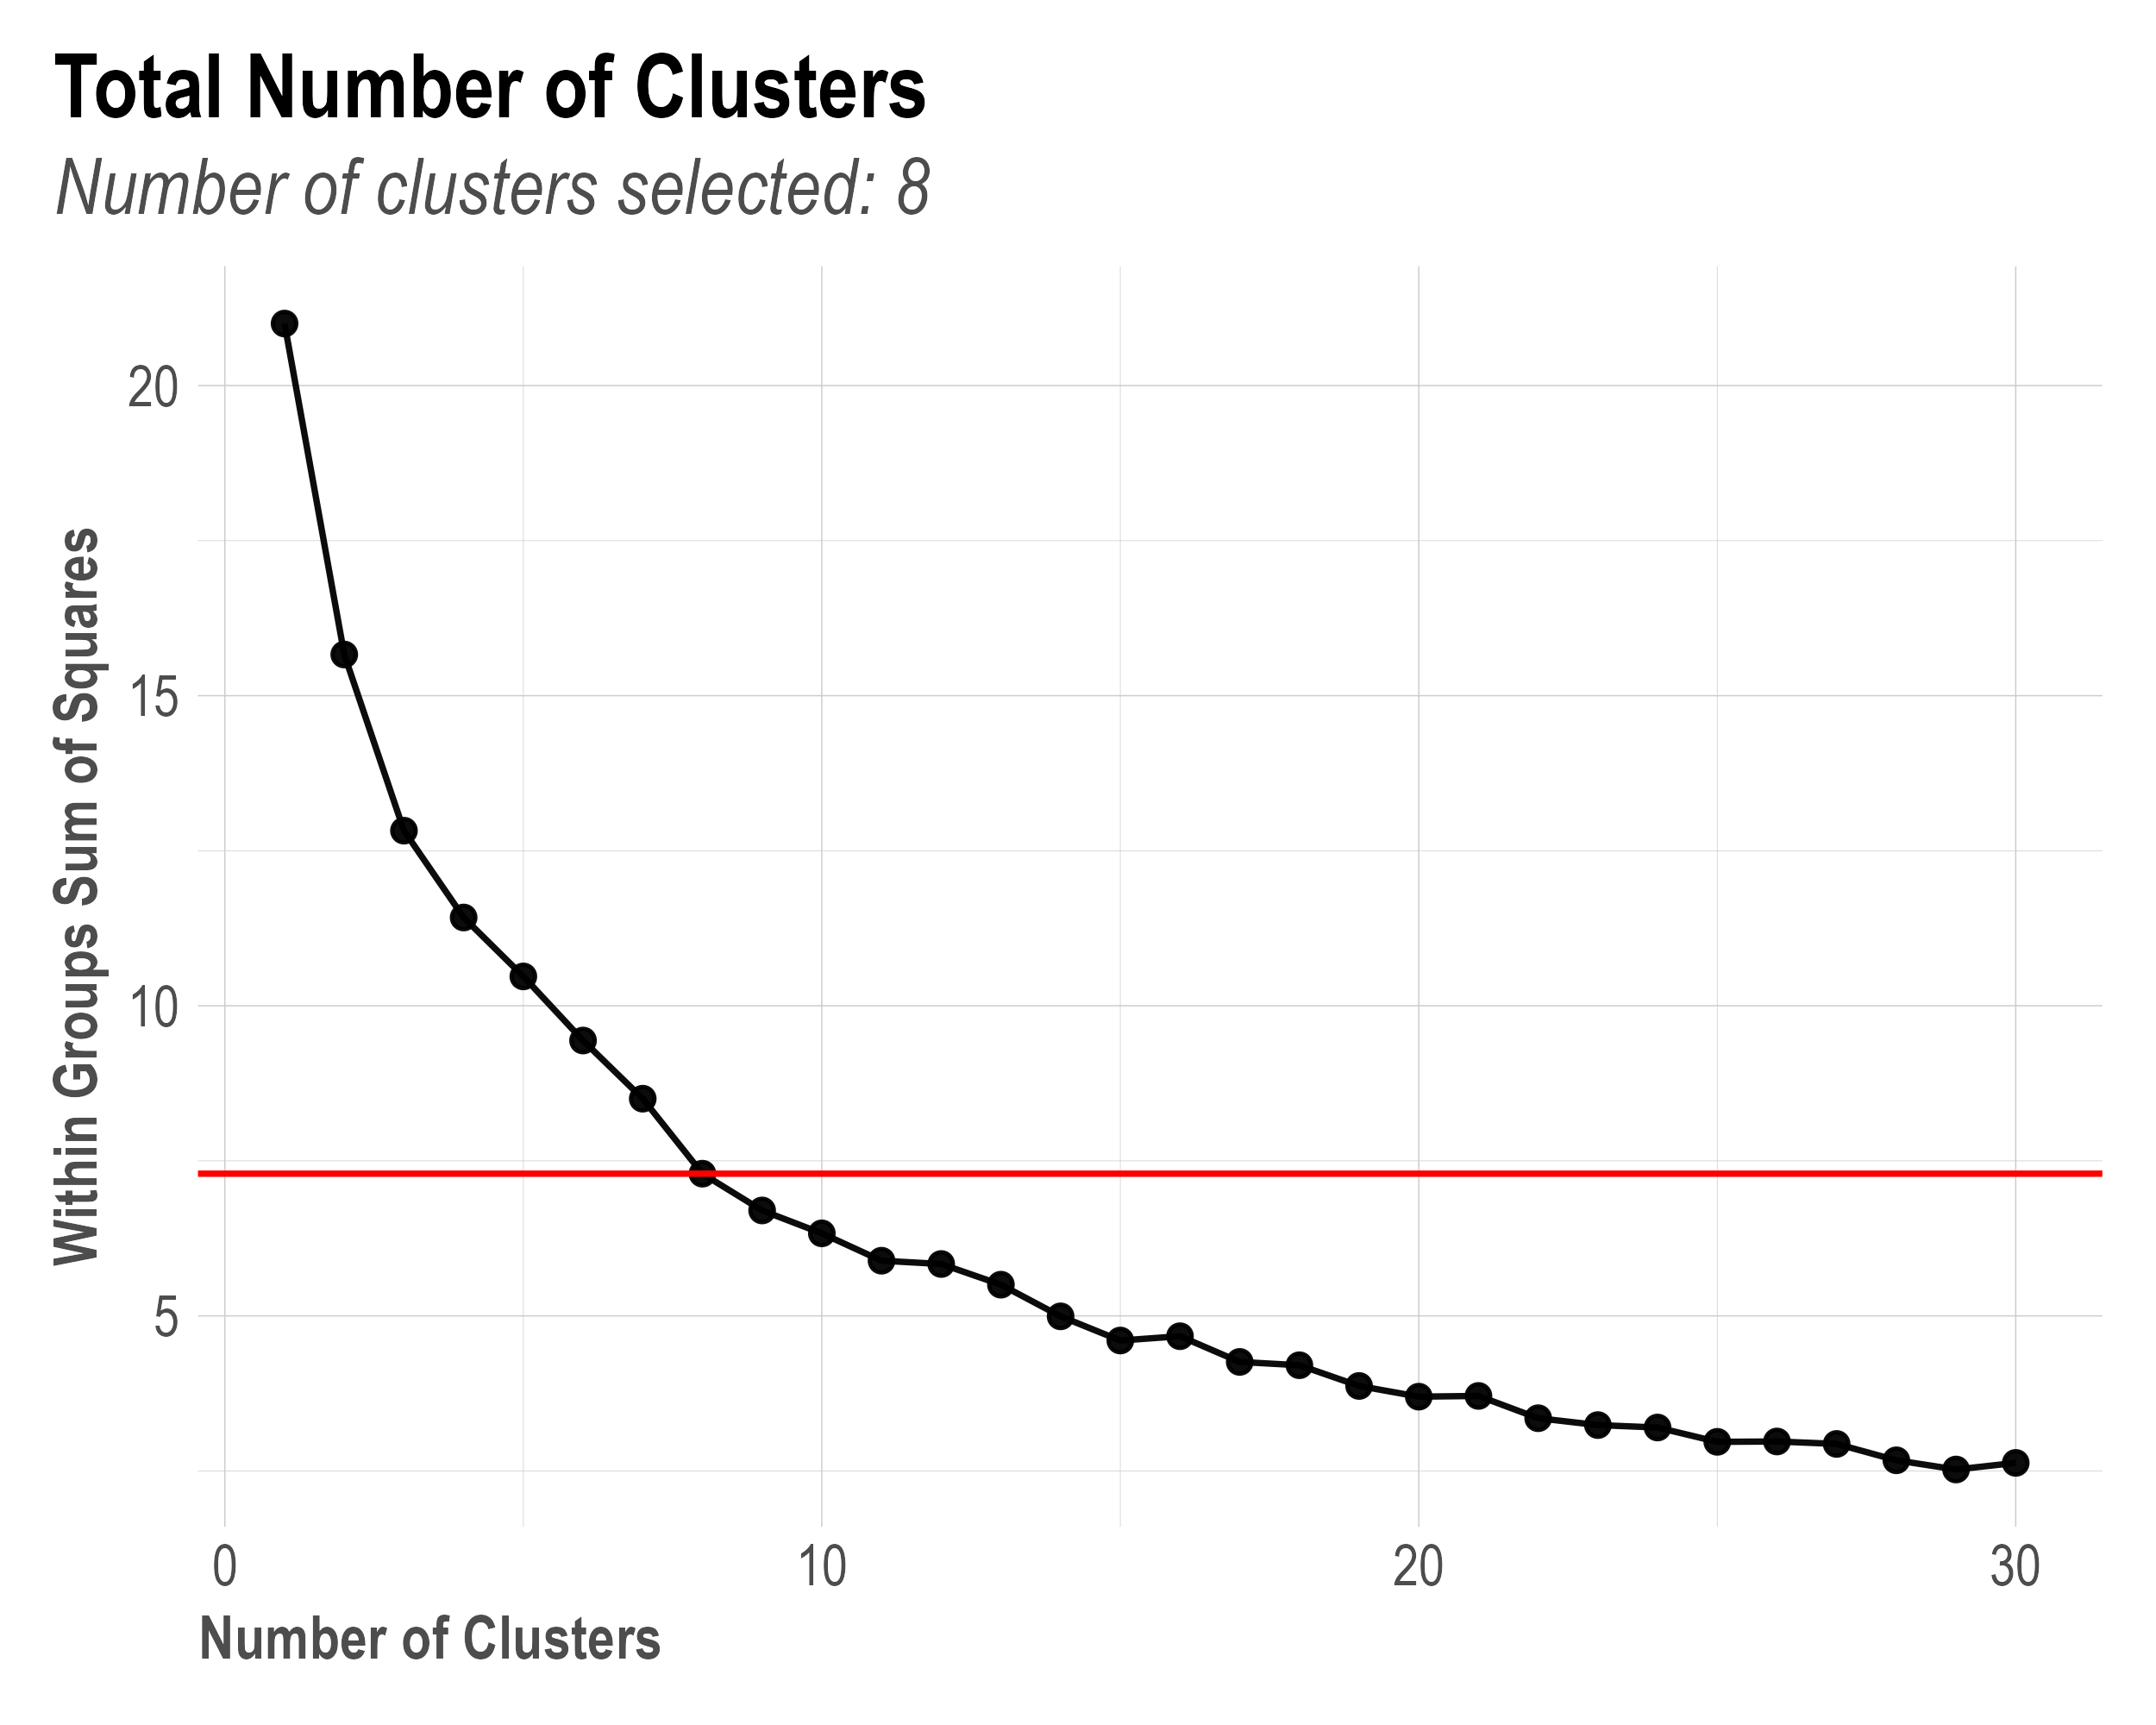 Total Number of Clusters
Number of clusters selected: 8
Within Groups Sum of Squares
20
15
10
5
0 10 20 30
Number of Clusters